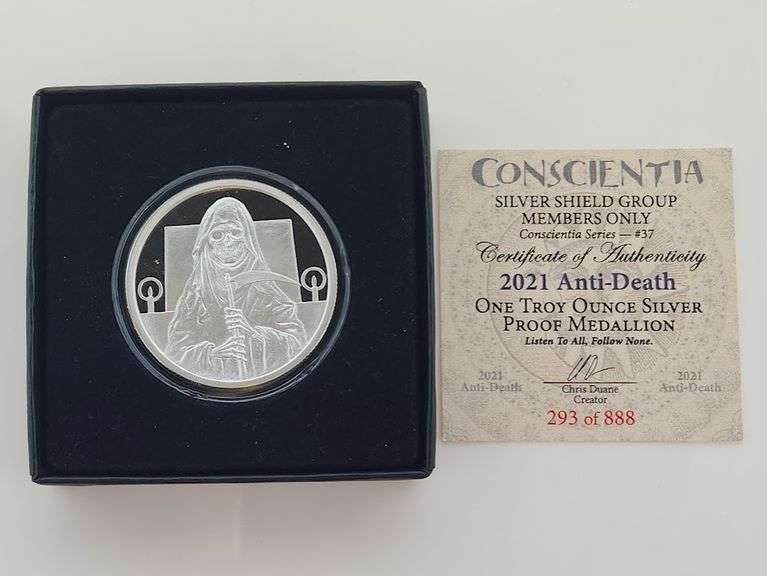 CONSCIENTIA
SILVER SHIELD GROUP
MEMBERS ONLY
Conscientia Series — #37
Certificate of Authenticity
2021 Anti-Death
ONE TROY OUNCE SILVER
PROOF MEDALLION
Listen To All, Follow None.
2021
Anti-Death
2021
Anti-Death
Chris Duane
Creator
293 of 888